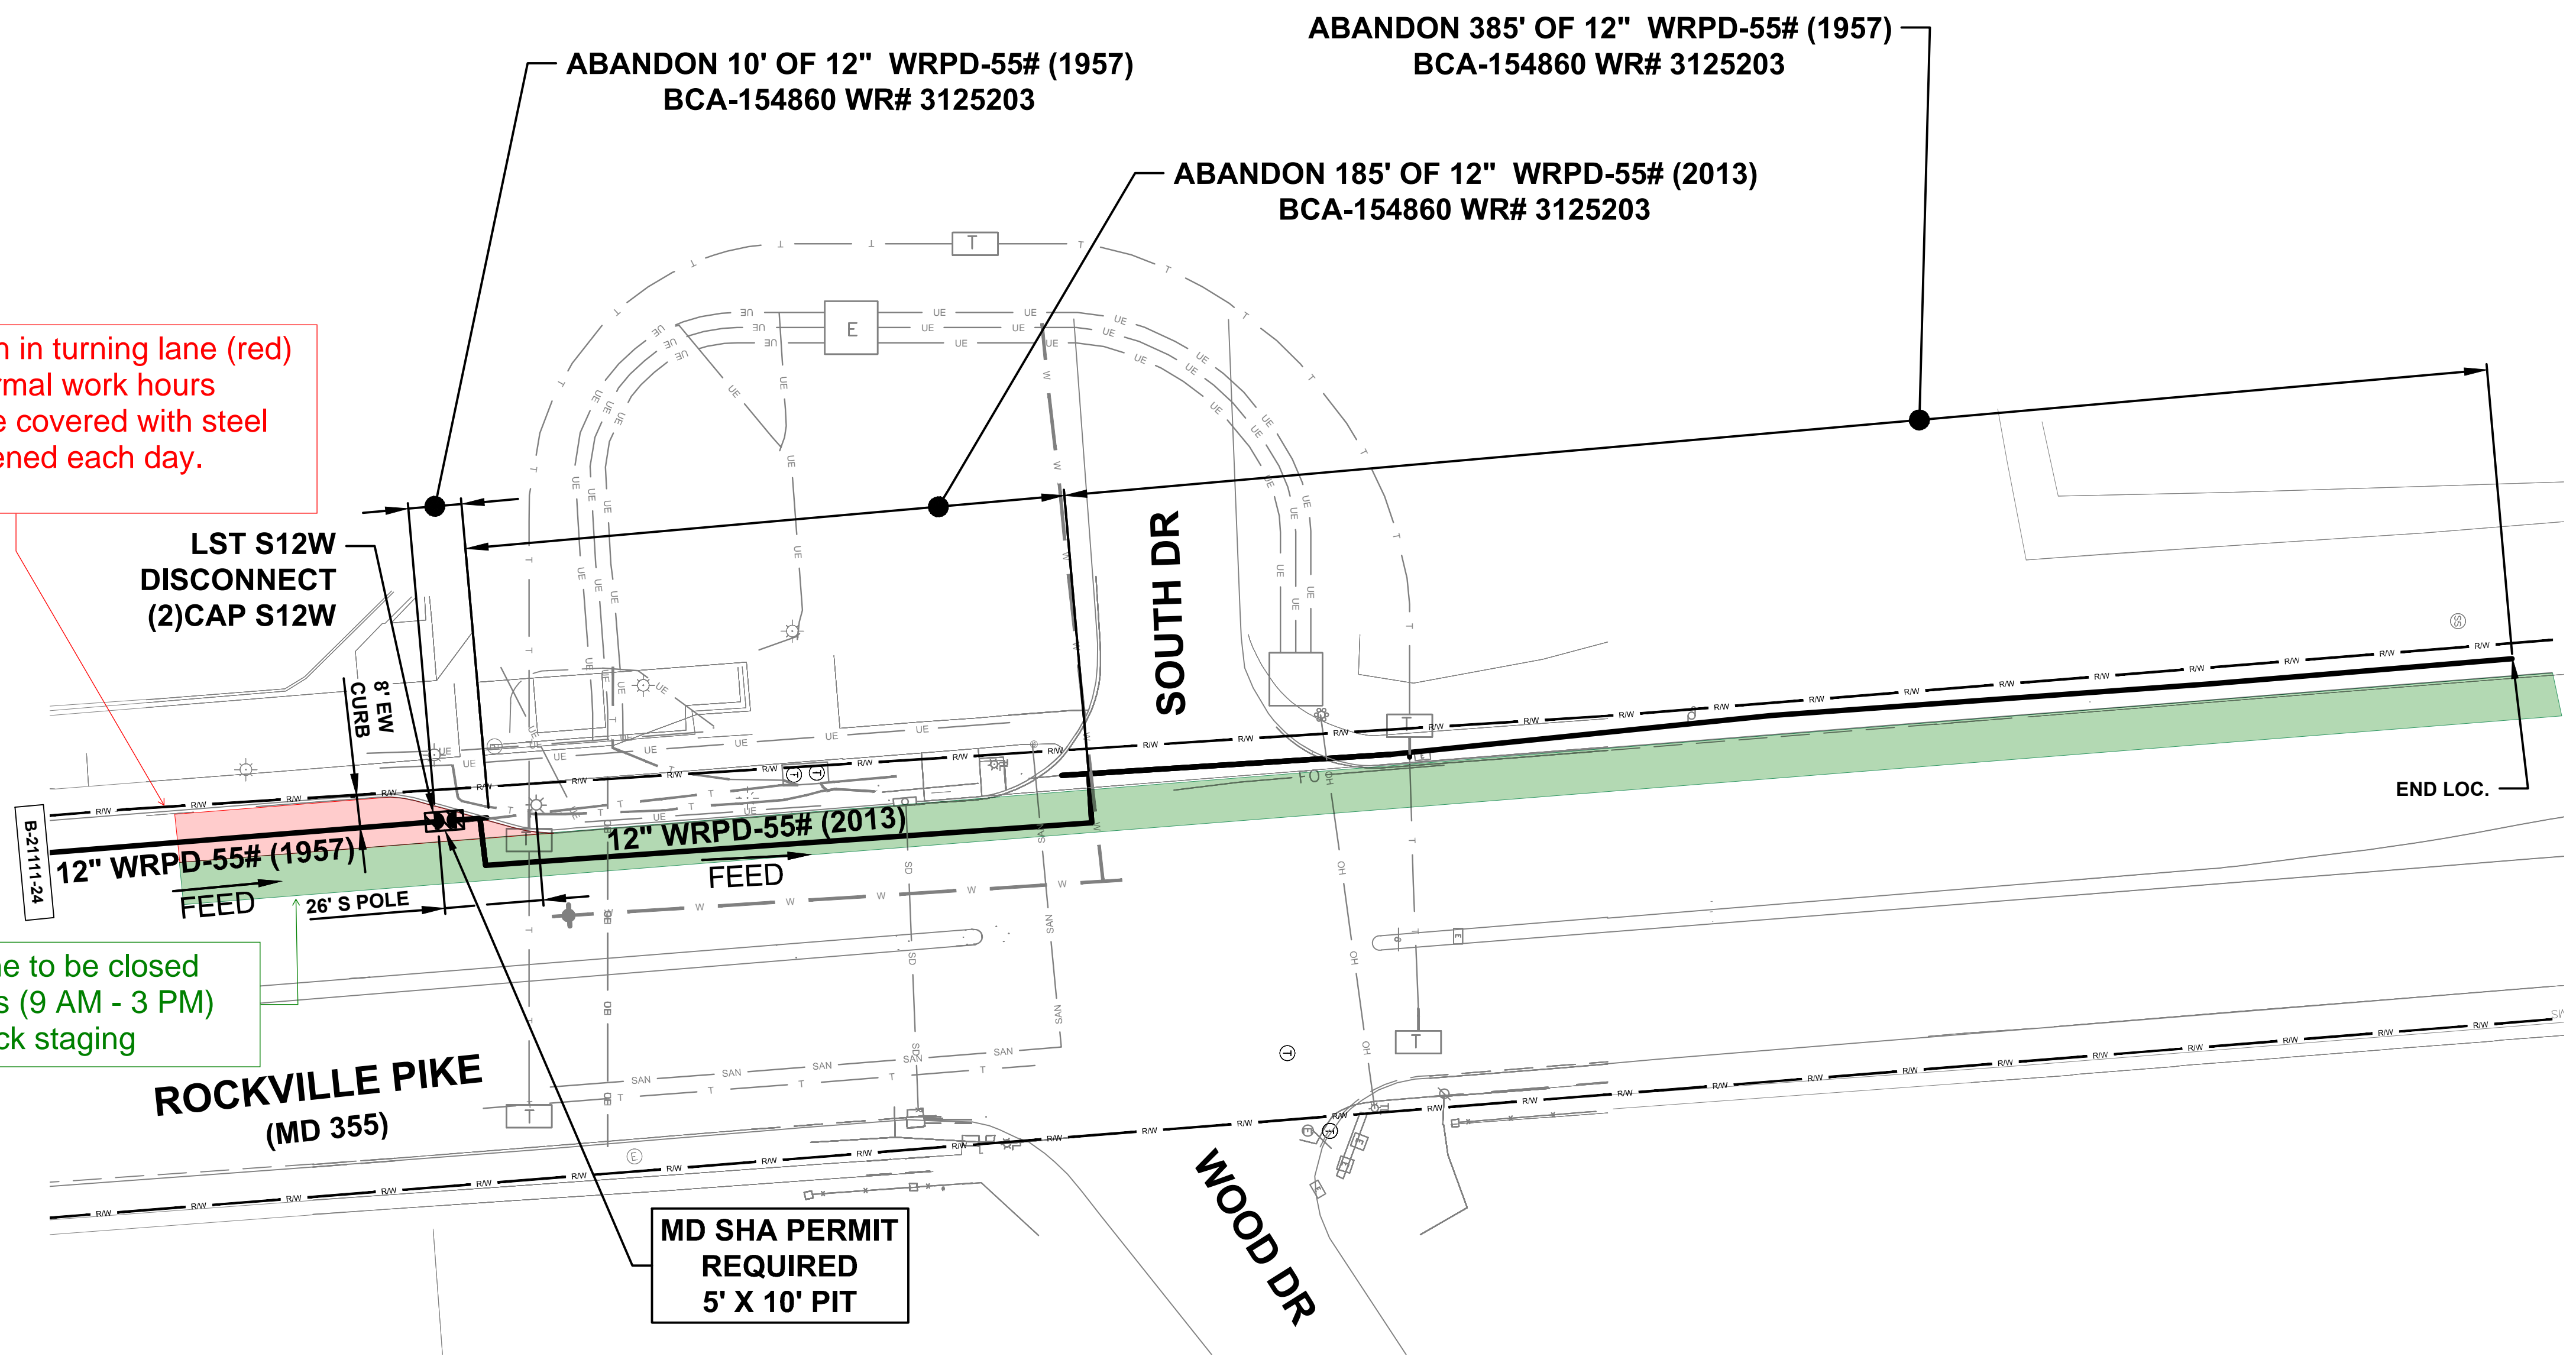 ABANDON 10' OF 12" WRPD-55# (1957)
BCA-154860 WR# 3125203
ABANDON 385' OF 12" WRPD-55# (1957)
BCA-154860 WR# 3125203
ABANDON 185' OF 12" WRPD-55# (2013)
BCA-154860 WR# 3125203
in turning lane (red)
work hours
covered with steel
each day.
LST S12W
DISCONNECT
(2)CAP S12W
8' EW
CURB
SOUTH DR
B-21111-24
12" WRPD-55# (1957)
FEED
26' S POLE
12" WRPD-55# (2013)
FEED
END LOC.
to be closed
(9 AM - 3 PM)
staging
ROCKVILLE PIKE
(MD 355)
MD SHA PERMIT
REQUIRED
5' X 10' PIT
WOOD DR